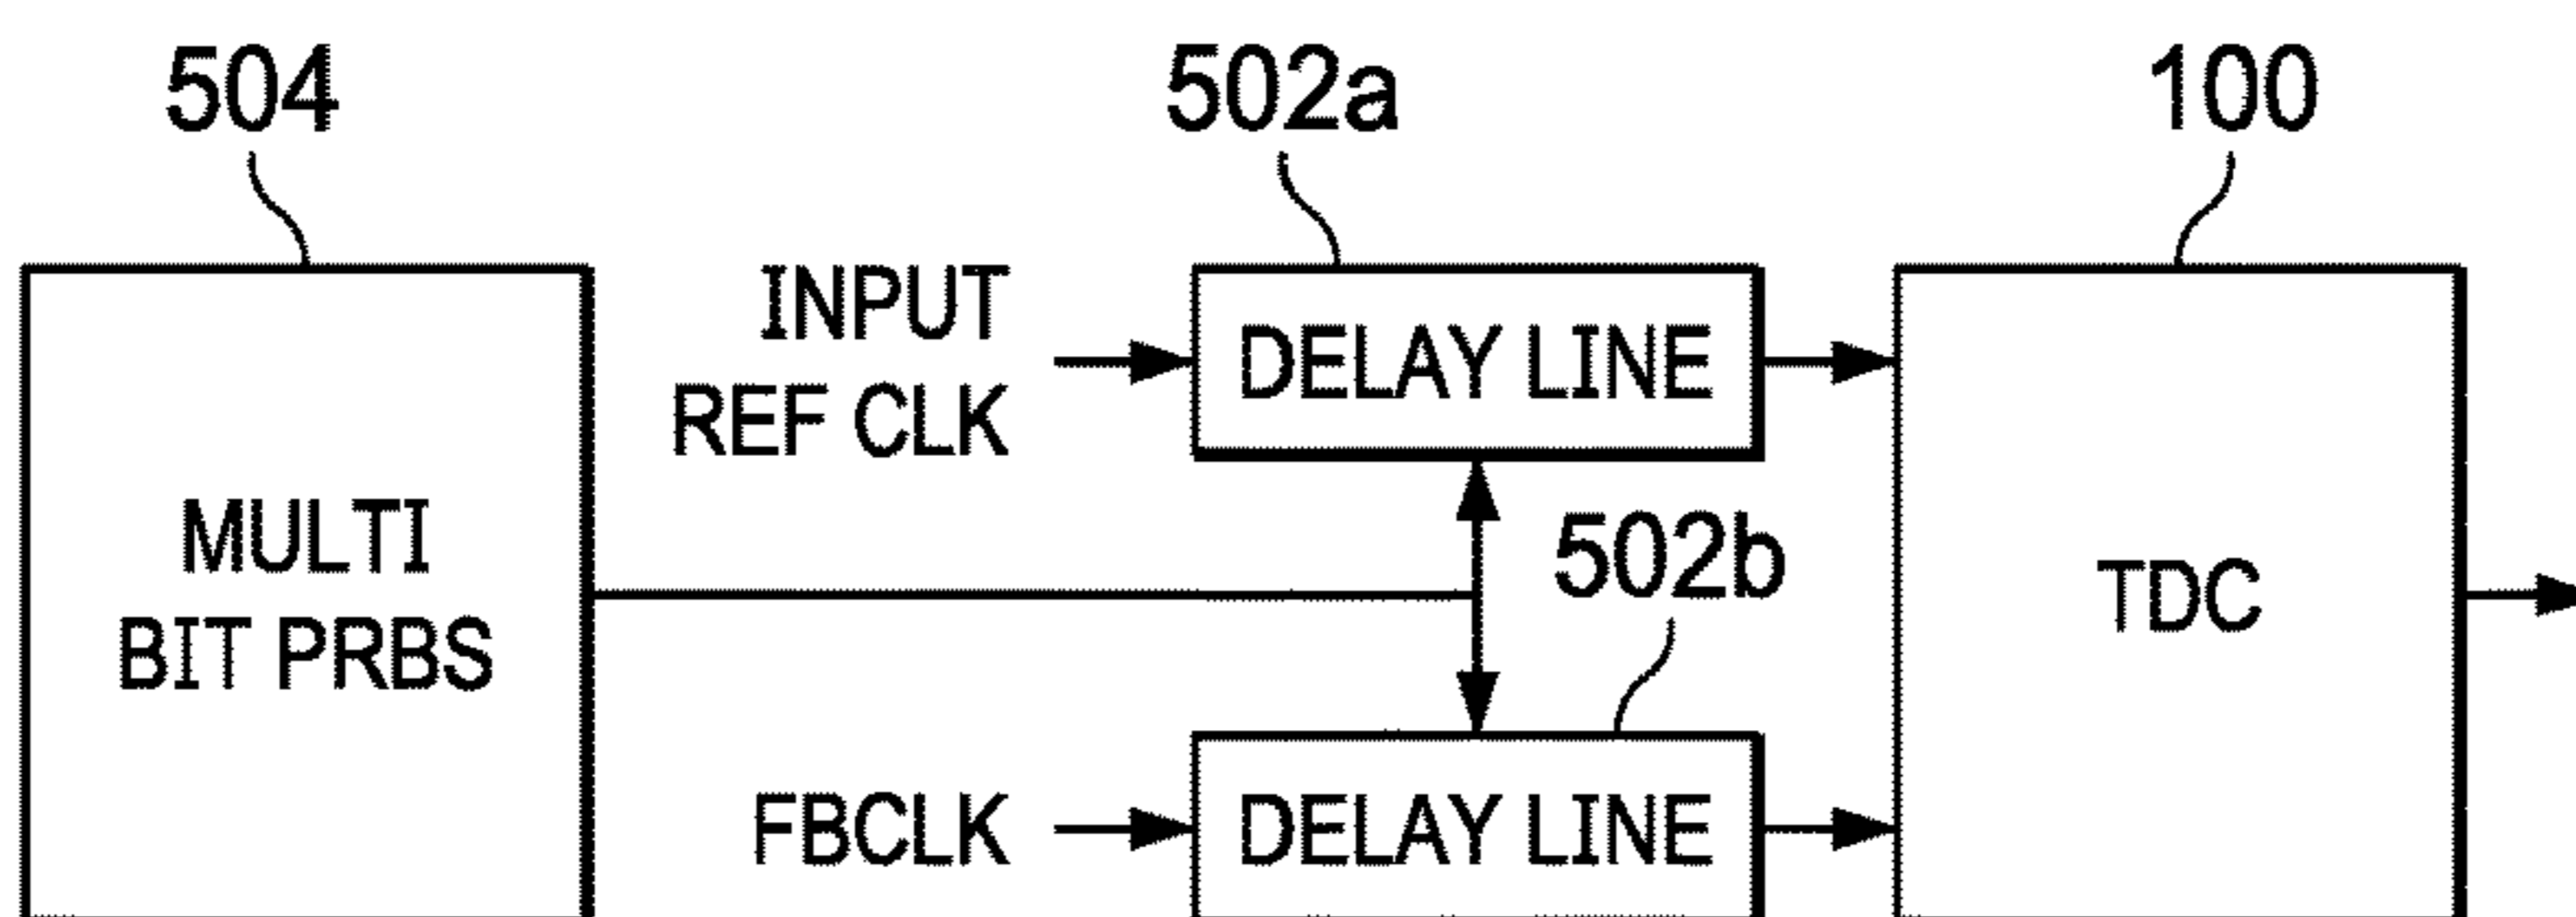 504
502a
100
INPUT
REF CLK
DELAY LINE
MULTI
BIT PRBS
502b
TDC
FBCLK
DELAY LINE